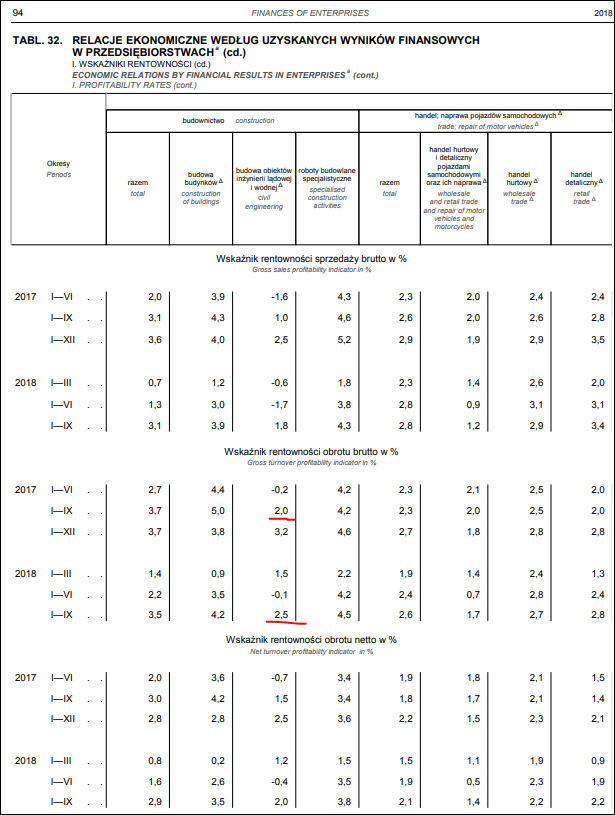 94 FINANCES OF ENTERPRISES 2018
TABL. 32. RELACJE EKONOMICZNE WEDŁUG UZYSKANYCH WYNIKÓW FINANSOWYCH
W PRZEDSIĘBIORSTWACH a (cd.)
I. WSKAŹNIKI RENTOWNOŚCI (cd.)
ECONOMIC RELATIONS BY FINANCIAL RESULTS IN ENTERPRISES a (cont.)
I. PROFITABILITY RATES (cont.)
Okresy
Periods
budownictwo construction
razem
total
budowa
budynków Δ
construction
of buildings
budowa obiektów
inżynierii lądowej
i wodnej Δ
civil
engineering
roboty budowlane
specjalistyczne
specialised
construction
activities
handel; naprawa pojazdów samochodowych Δ
trade; repair of motor vehicles Δ
razem
total
handel hurtowy
i detaliczny
pojazdami
samochodowymi
oraz ich naprawa Δ
wholesale
and retail trade
and repair of motor
vehicles and
motorcycles
handel
hurtowy Δ
wholesale
trade Δ
handel
detaliczny Δ
retail
trade Δ
Wskaźnik rentowności sprzedaży brutto w %
Gross sales profitability indicator in %
2017 I—VI . . 2,0 3,9 -1,6 4,3 2,3 2,0 2,4 2,4
I—IX . . 3,1 4,3 1,0 4,6 2,6 2,0 2,6 2,8
I—XII . . 3,6 4,0 2,5 5,2 2,9 1,9 2,9 3,5
2018 I—III . . 0,7 1,2 -0,6 1,8 2,3 1,4 2,6 2,0
I—VI . . 1,3 3,0 -1,7 3,8 2,8 0,9 3,1 3,1
I—IX . . 3,1 3,9 1,8 4,3 2,8 1,2 2,9 3,4
Wskaźnik rentowności obrotu brutto w %
Gross turnover profitability indicator in %
2017 I—VI . . 2,7 4,4 -0,2 4,2 2,3 2,1 2,5 2,0
I—IX . . 3,7 5,0 2,0 4,2 2,3 2,0 2,5 2,0
I—XII . . 3,7 3,8 3,2 4,6 2,7 1,8 2,8 2,8
2018 I—III . . 1,4 0,9 1,5 2,2 1,9 1,4 2,4 1,3
I—VI . . 2,2 3,5 -0,1 4,2 2,4 0,7 2,8 2,4
I—IX . . 3,5 4,2 2,5 4,5 2,6 1,7 2,7 2,8
Wskaźnik rentowności obrotu netto w %
Net turnover profitability indicator in %
2017 I—VI . . 2,0 3,6 -0,7 3,4 1,9 1,8 2,1 1,5
I—IX . . 3,0 4,2 1,5 3,4 1,8 1,7 2,1 1,4
I—XII . . 2,8 2,8 2,5 3,6 2,2 1,5 2,3 2,1
2018 I—III . . 0,8 0,2 1,2 1,5 1,5 1,1 1,9 0,9
I—VI . . 1,6 2,6 -0,4 3,5 1,9 0,5 2,3 1,9
I—IX . . 2,9 3,5 2,0 3,8 2,1 1,4 2,2 2,2